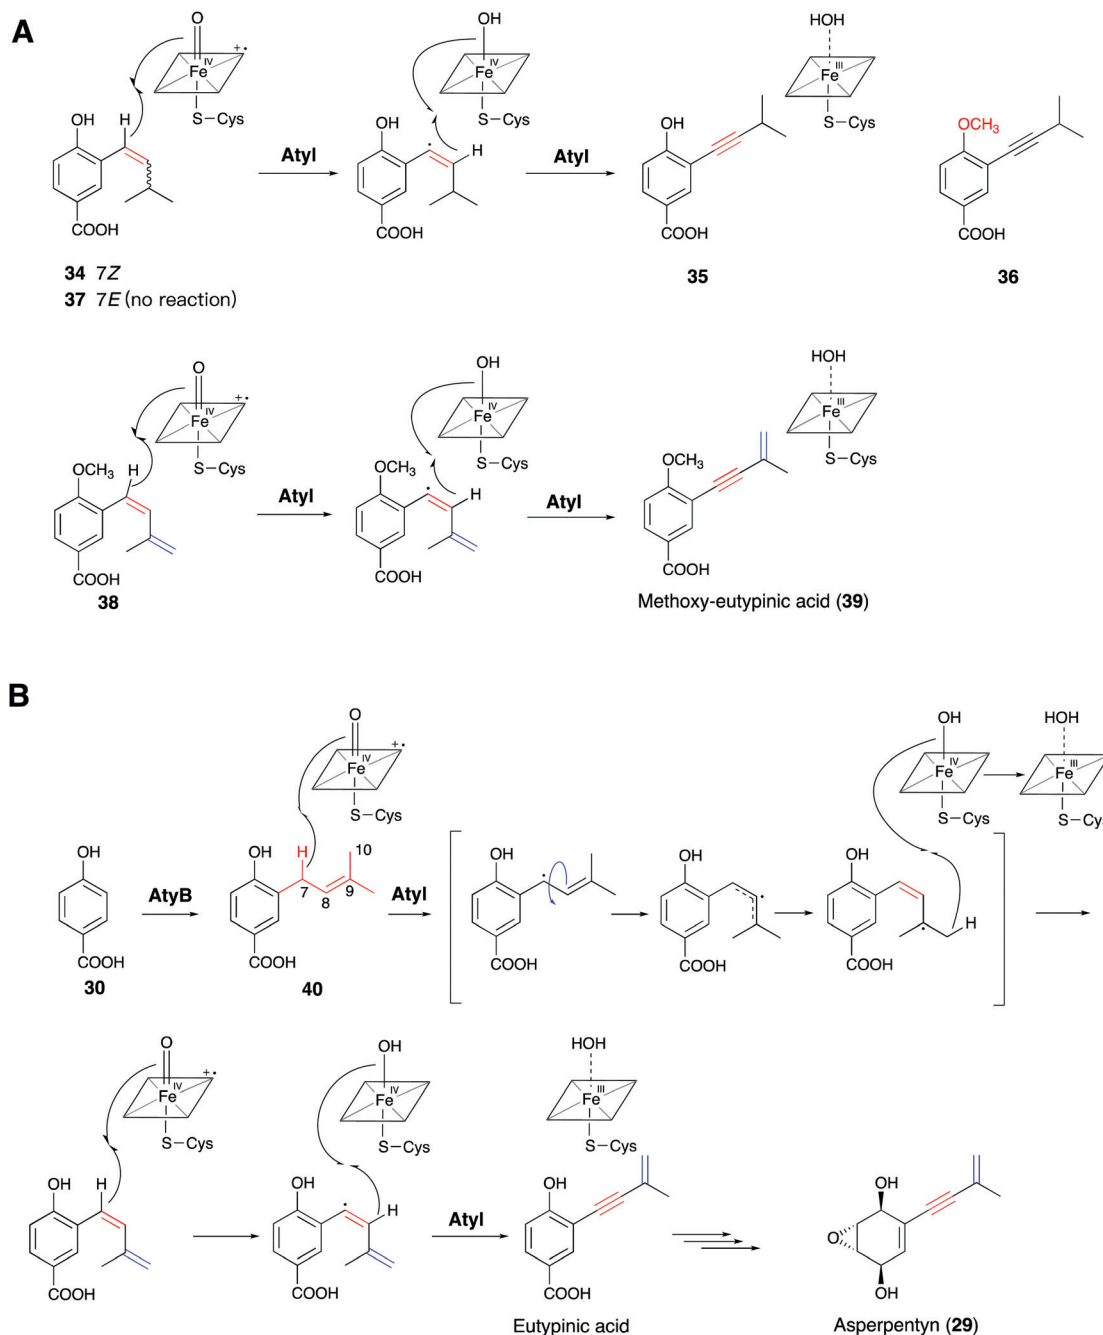 A
O
+•
IV
Fe
S–Cys
OH
H
COOH
34 7Z
37 7E (no reaction)
AtyI
OH
IV
Fe
S–Cys
OH
•
H
COOH
AtyI
HOH
III
Fe
S–Cys
OH
COOH
35
OCH3
COOH
36
O
+•
IV
Fe
S–Cys
OCH3
H
COOH
38
AtyI
OH
IV
Fe
S–Cys
OCH3
•
H
COOH
AtyI
HOH
III
Fe
S–Cys
OCH3
COOH
Methoxy-eutypinic acid (39)
B
OH
COOH
30
AtyB
O
+•
IV
Fe
S–Cys
OH
H
10
7
8
9
COOH
40
AtyI
OH
•
COOH
OH
•
COOH
OH
IV
Fe
S–Cys
HOH
III
Fe
S–Cys
OH
•
H
COOH
O
+•
IV
Fe
S–Cys
OH
H
COOH
OH
IV
Fe
S–Cys
OH
•
H
COOH
AtyI
HOH
III
Fe
S–Cys
OH
COOH
Eutypinic acid
OH
O
OH
Asperpentyn (29)